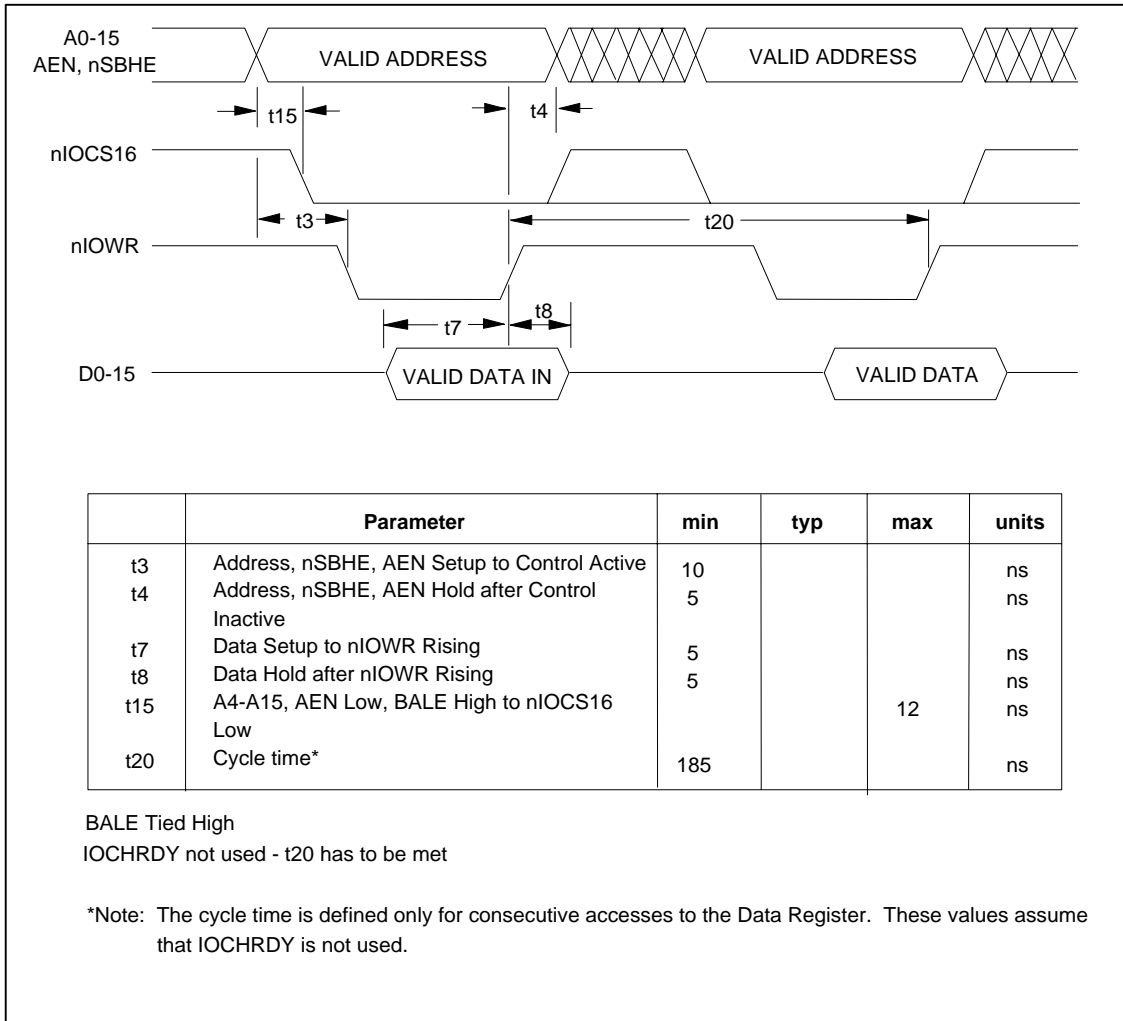 A0-15
AEN, nSBHE
VALID ADDRESS
VALID ADDRESS
t15
t4
nIOCS16
t3
t20
nIOWR
t7
t8
D0-15
VALID DATA IN
VALID DATA
Parameter min typ max units
t3 Address, nSBHE, AEN Setup to Control Active 10 ns
t4 Address, nSBHE, AEN Hold after Control 5 ns
Inactive
t7 Data Setup to nIOWR Rising 5 ns
t8 Data Hold after nIOWR Rising 5 ns
t15 A4-A15, AEN Low, BALE High to nIOCS16 12 ns
Low
t20 Cycle time* 185 ns
BALE Tied High
IOCHRDY not used - t20 has to be met
*Note: The cycle time is defined only for consecutive accesses to the Data Register. These values assume
that IOCHRDY is not used.